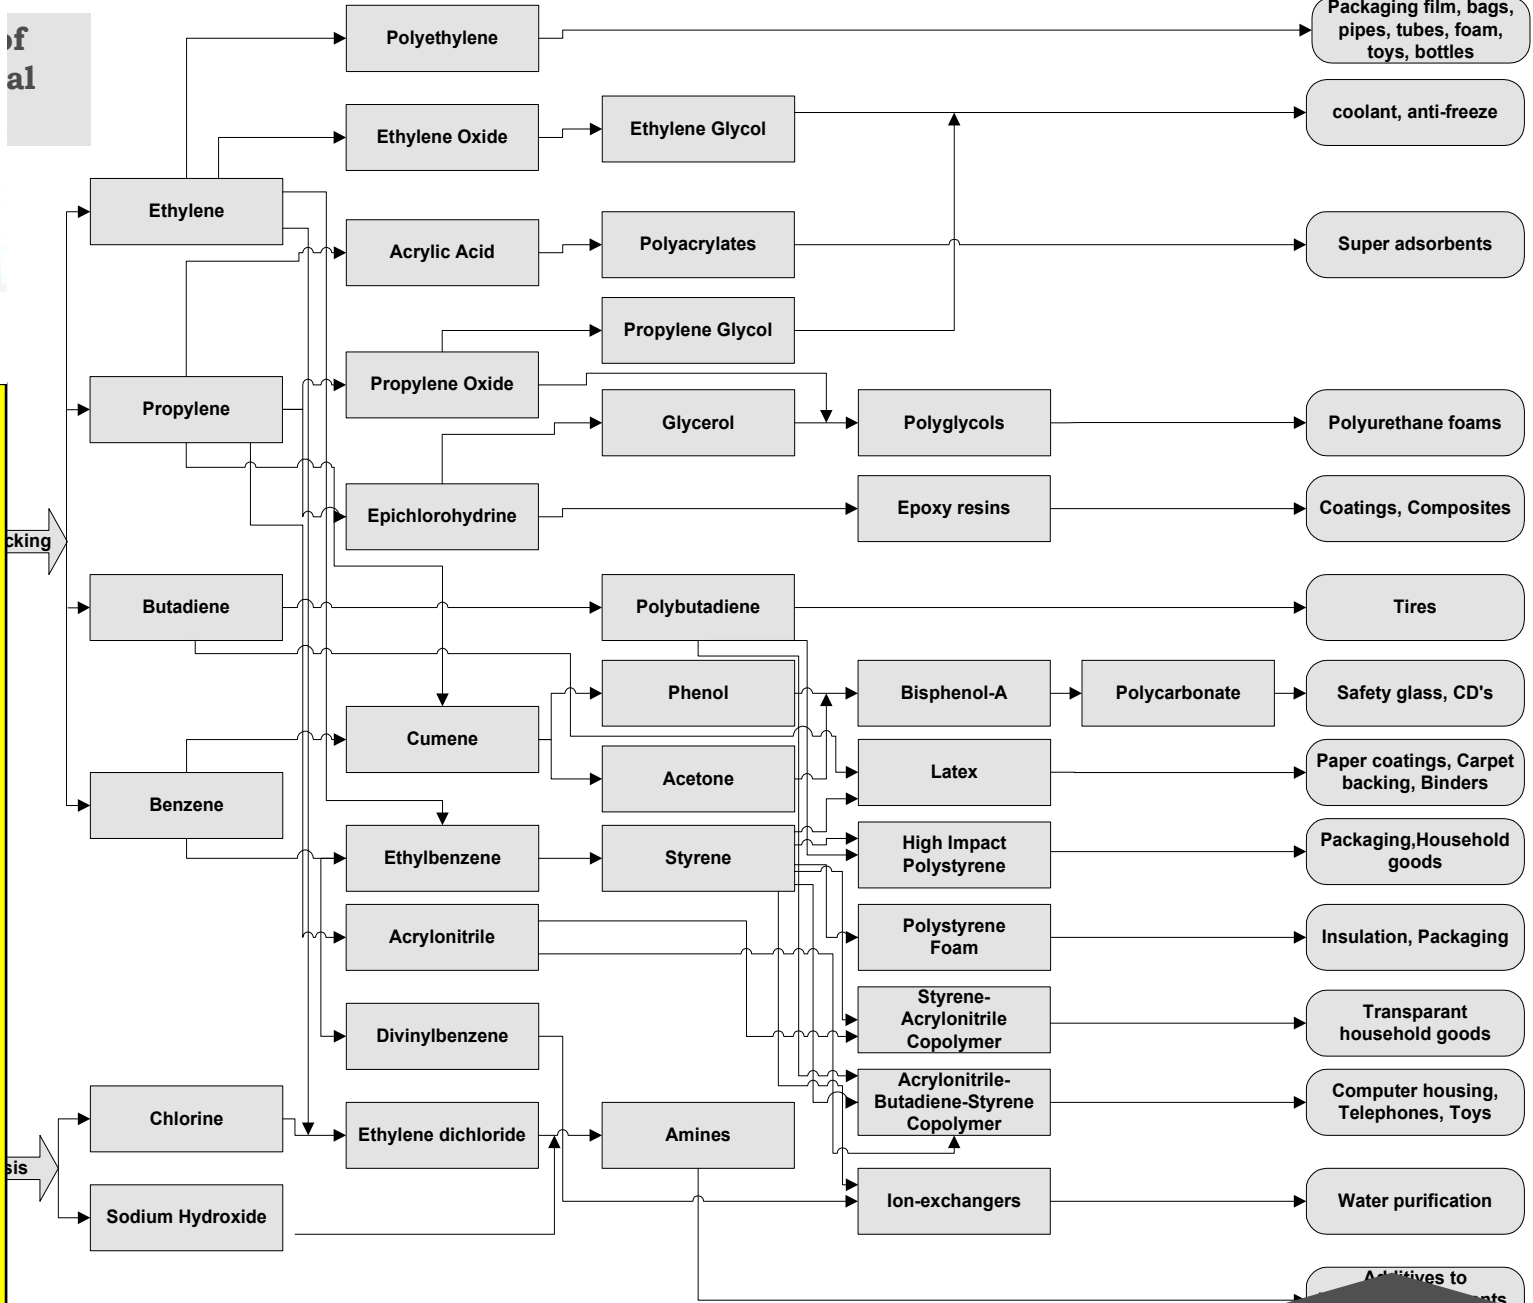 of
al
Polyethylene
Packaging film, bags,
pipes, tubes, foam,
toys, bottles
Ethylene Oxide
Ethylene Glycol
coolant, anti-freeze
Ethylene
Acrylic Acid
Polyacrylates
Super adsorbents
Propylene Glycol
Propylene Oxide
Propylene
Glycerol
Polyglycols
Polyurethane foams
Epichlorohydrine
Epoxy resins
Coatings, Composites
cking
Butadiene
Polybutadiene
Tires
Phenol
Bisphenol-A
Polycarbonate
Safety glass, CD's
Cumene
Acetone
Latex
Paper coatings, Carpet
backing, Binders
Benzene
Ethylbenzene
Styrene
High Impact
Polystyrene
Packaging,Household
goods
Acrylonitrile
Polystyrene
Foam
Insulation, Packaging
Divinylbenzene
Styrene-
Acrylonitrile
Copolymer
Transparant
household goods
Chlorine
Ethylene dichloride
Amines
Acrylonitrile-
Butadiene-Styrene
Copolymer
Computer housing,
Telephones, Toys
sis
Sodium Hydroxide
Ion-exchangers
Water purification
Additives to